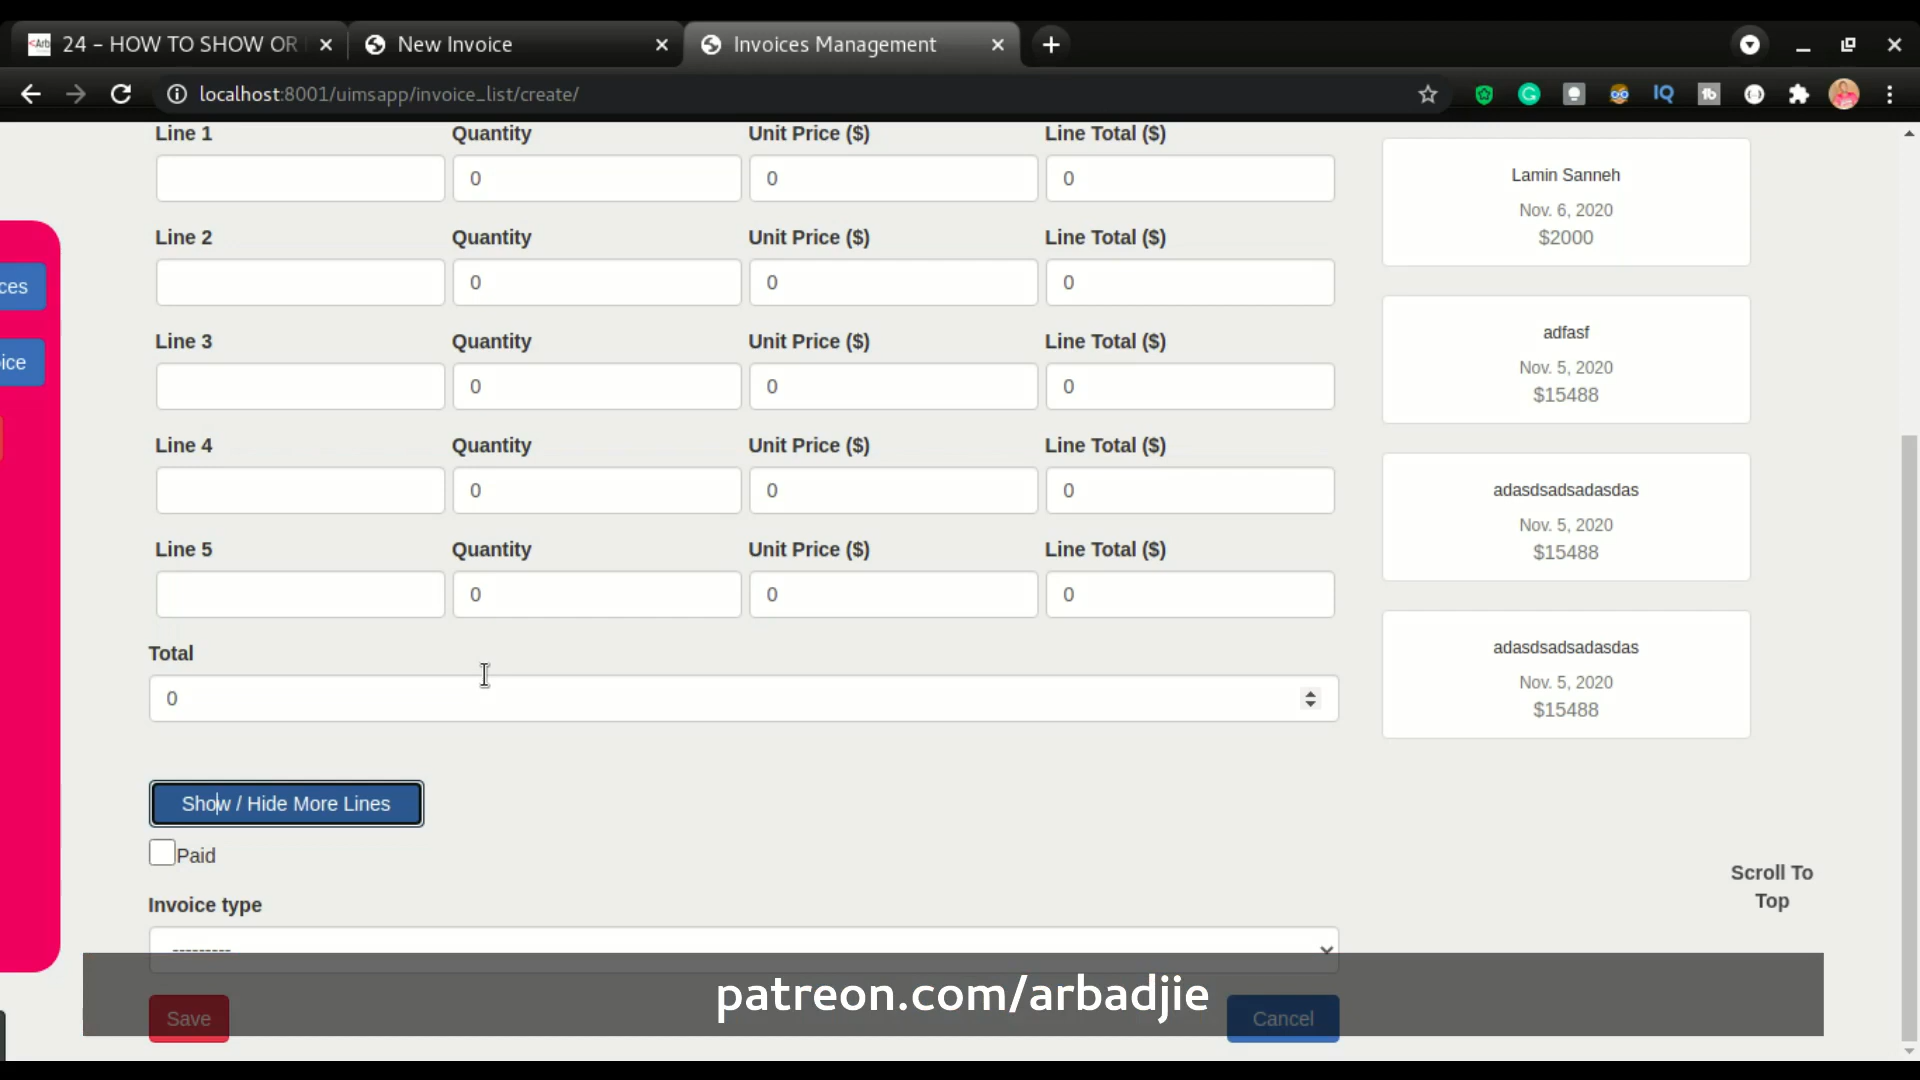 24 – HOW TO SHOW OR
New Invoice
Invoices Management
localhost:8001/uimsapp/invoice_list/create/
Line 1 Quantity Unit Price ($) Line Total ($)
0 0 0
Line 2 Quantity Unit Price ($) Line Total ($)
0 0 0
Line 3 Quantity Unit Price ($) Line Total ($)
0 0 0
Line 4 Quantity Unit Price ($) Line Total ($)
0 0 0
Line 5 Quantity Unit Price ($) Line Total ($)
0 0 0
Total
0
Show / Hide More Lines
Paid
Invoice type
---------
Save
Cancel
ces
ice
Lamin Sanneh
Nov. 6, 2020
$2000
adfasf
Nov. 5, 2020
$15488
adasdsadsadasdas
Nov. 5, 2020
$15488
adasdsadsadasdas
Nov. 5, 2020
$15488
Scroll To
Top
patreon.com/arbadjie